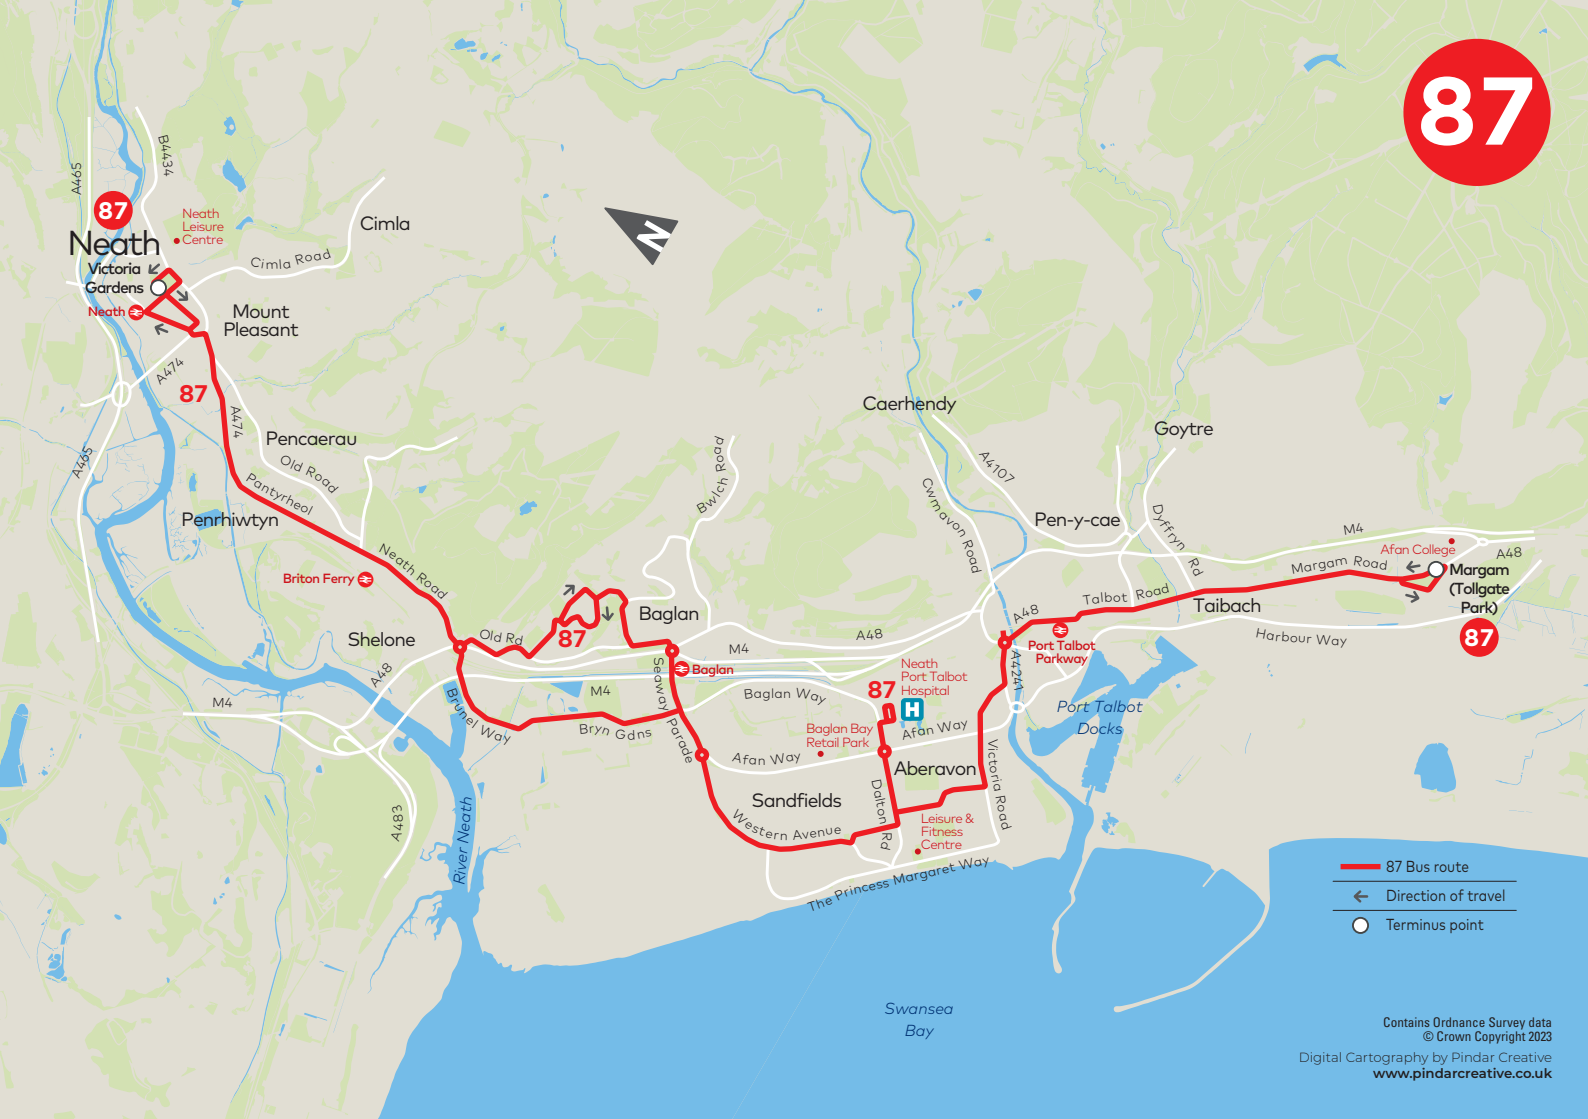 87
A465
B4434
87
Neath
Leisure
Centre
Neath
Victoria
Gardens
Neath
Cimla
Cimla Road
Mount
Pleasant
N
A474
87
A474
A465
Pencaerau
Old Road
Pantyrheol
Penrhiwtyn
Neath Road
Briton Ferry
Shelone
Old Rd
87
Baglan
Bwlch Road
Caerhendy
Goytre
A4107
Cwmavon Road
Pen-y-cae
Dyffryn Rd
M4
Afan College
A48
Margam Road
Margam
(Tollgate
Park)
87
Talbot Road
Taibach
Harbour Way
A48
Port Talbot
Parkway
A4241
A48
M4
Baglan
Seaway Parade
A48
M4
M4
Brunel Way
Bryn Gdns
Baglan Way
Neath
Port Talbot
Hospital
87
H
Baglan Bay
Retail Park
Afan Way
Afan Way
Aberavon
Victoria Road
Port Talbot
Docks
Sandfields
Western Avenue
Dalton Rd
Leisure &
Fitness
Centre
The Princess Margaret Way
A483
River Neath
Swansea
Bay
87 Bus route
Direction of travel
Terminus point
Contains Ordnance Survey data
© Crown Copyright 2023
Digital Cartography by Pindar Creative
www.pindarcreative.co.uk